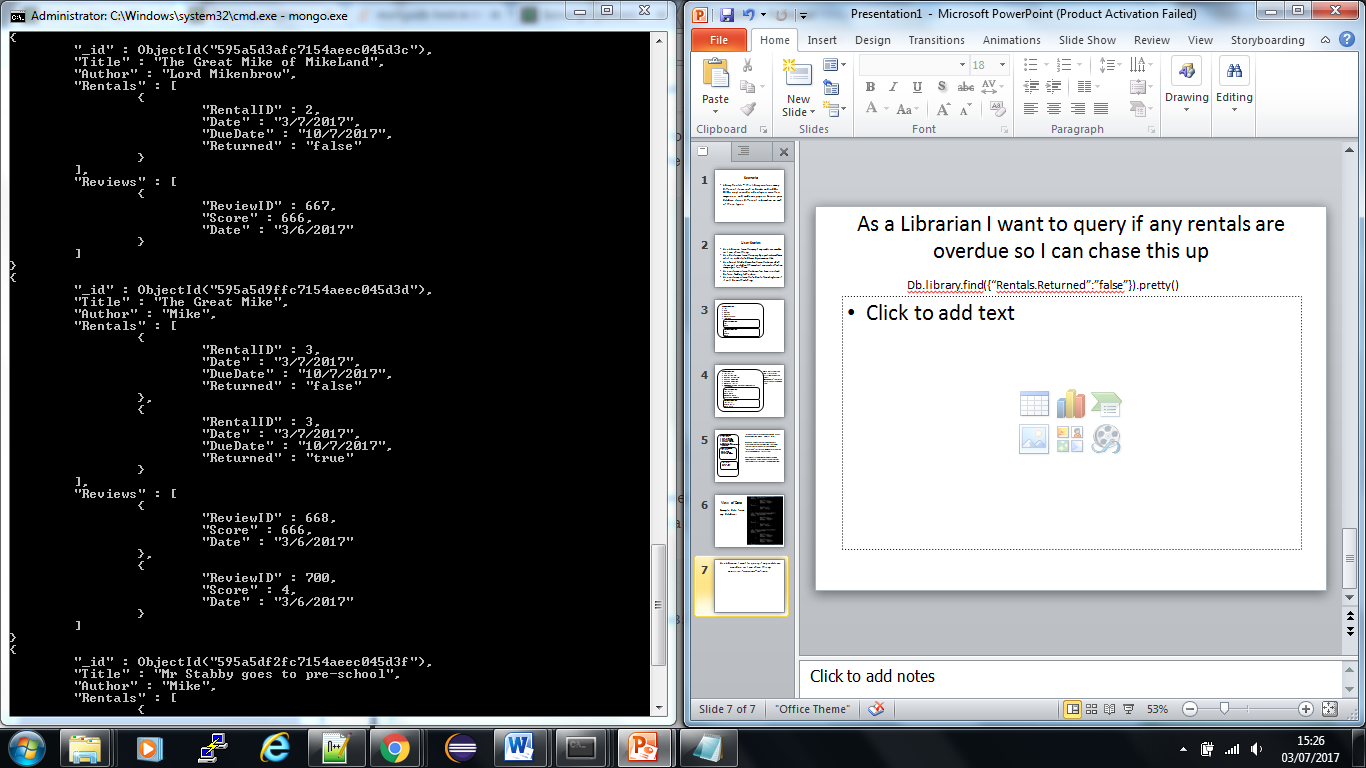 Administrator: C:\Windows\system32\cmd.exe - mongo.exe
{
"_id" : ObjectId("595a5d3afc7154aeec045d3c"),
"Title" : "The Great Mike of MikeLand",
"Author" : "Lord Mikenbrow",
"Rentals" : [
{
"RentalID" : 2,
"Date" : "3/7/2017",
"DueDate" : "10/7/2017",
"Returned" : "false"
}
],
"Reviews" : [
{
"ReviewID" : 667,
"Score" : 666,
"Date" : "3/6/2017"
}
]
}
{
"_id" : ObjectId("595a5d9ffc7154aeec045d3d"),
"Title" : "The Great Mike",
"Author" : "Mike",
"Rentals" : [
{
"RentalID" : 3,
"Date" : "3/7/2017",
"DueDate" : "10/7/2017",
"Returned" : "false"
},
{
"RentalID" : 3,
"Date" : "3/7/2017",
"DueDate" : "10/7/2017",
"Returned" : "true"
}
],
"Reviews" : [
{
"ReviewID" : 668,
"Score" : 666,
"Date" : "3/6/2017"
},
{
"ReviewID" : 700,
"Score" : 4,
"Date" : "3/6/2017"
}
]
}
{
"_id" : ObjectId("595a5df2fc7154aeec045d3f"),
"Title" : "Mr Stabby goes to pre-school",
"Author" : "Mike",
"Rentals" : [
{
Presentation1 - Microsoft PowerPoint (Product Activation Failed)
File Home Insert Design Transitions Animations Slide Show Review View Storyboarding
18
Paste
New Slide
Drawing
Editing
Clipboard Slides Font Paragraph
1
2
3
4
5
6
7
As a Librarian I want to query if any rentals are
overdue so I can chase this up
Db.library.find({“Rentals.Returned”:”false”}).pretty()
• Click to add text
Click to add notes
Slide 7 of 7 "Office Theme" 53%
15:26
03/07/2017